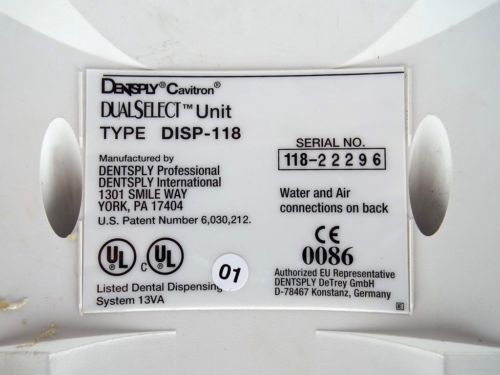 DENTSPLY® Cavitron®
DUALSELECT™ Unit
TYPE DISP-118
Manufactured by
DENTSPLY Professional
DENTSPLY International
1301 SMILE WAY
YORK, PA 17404
U.S. Patent Number 6,030,212.
UL
C UL
®
01
Listed Dental Dispensing
System 13VA
SERIAL NO.
118-22296
Water and Air
connections on back
CE
0086
Authorized EU Representative
DENTSPLY DeTrey GmbH
D-78467 Konstanz, Germany